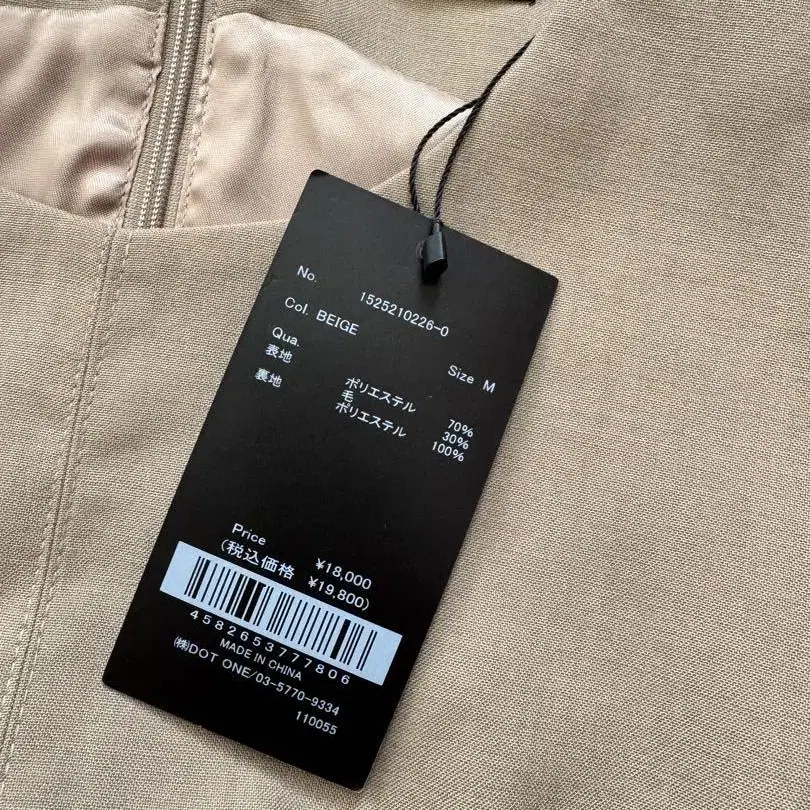 No. 1525210226-0
Col. BEIGE Size M
Qua.
表地 ポリエステル 70%
毛 30%
裏地 ポリエステル 100%
Price ¥18,000
(税込価格 ¥19,800)
4582653777806
㈱DOT ONE/03-5770-9334
MADE IN CHINA
110055